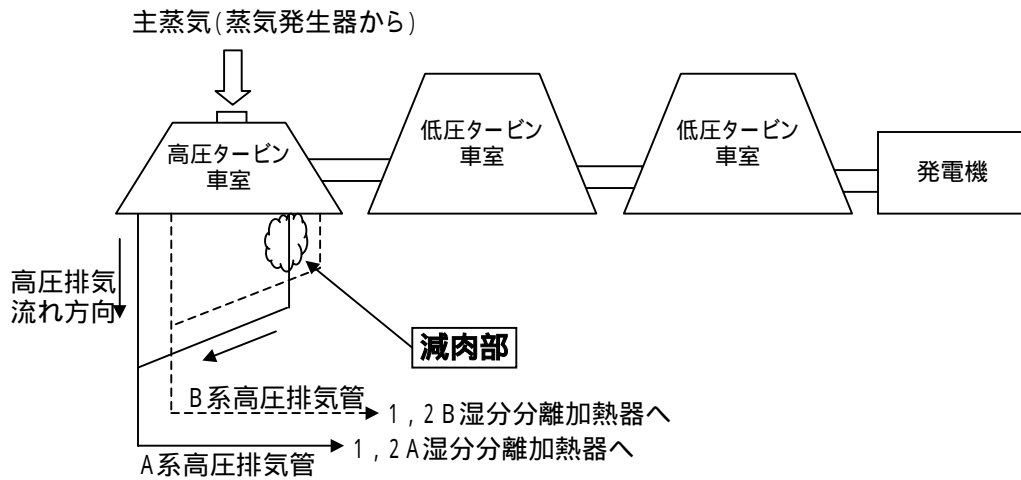 主蒸気(蒸気発生器から)
高圧タービン
車室
低圧タービン
車室
低圧タービン
車室
発電機
高圧排気
流れ方向
減肉部
B系高圧排気管
1,2B湿分分離加熱器へ
1,2A湿分分離加熱器へ
A系高圧排気管